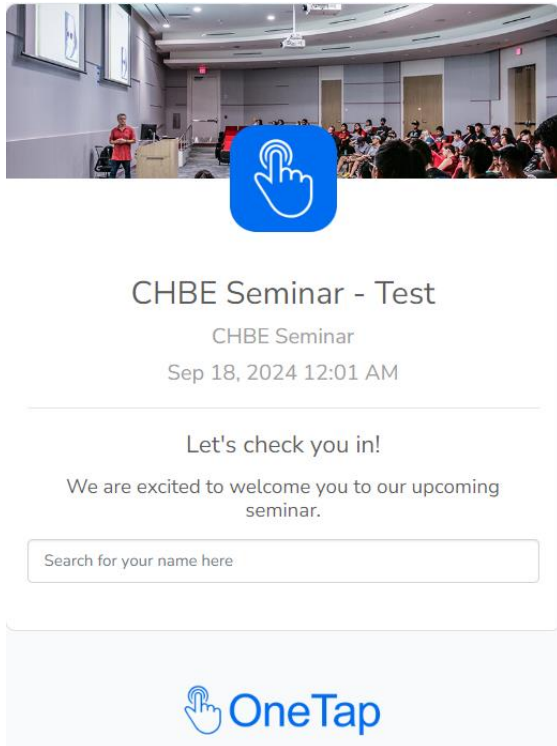 CHBE Seminar - Test
CHBE Seminar
Sep 18, 2024 12:01 AM
Let's check you in!
We are excited to welcome you to our upcoming
seminar.
Search for your name here
OneTap